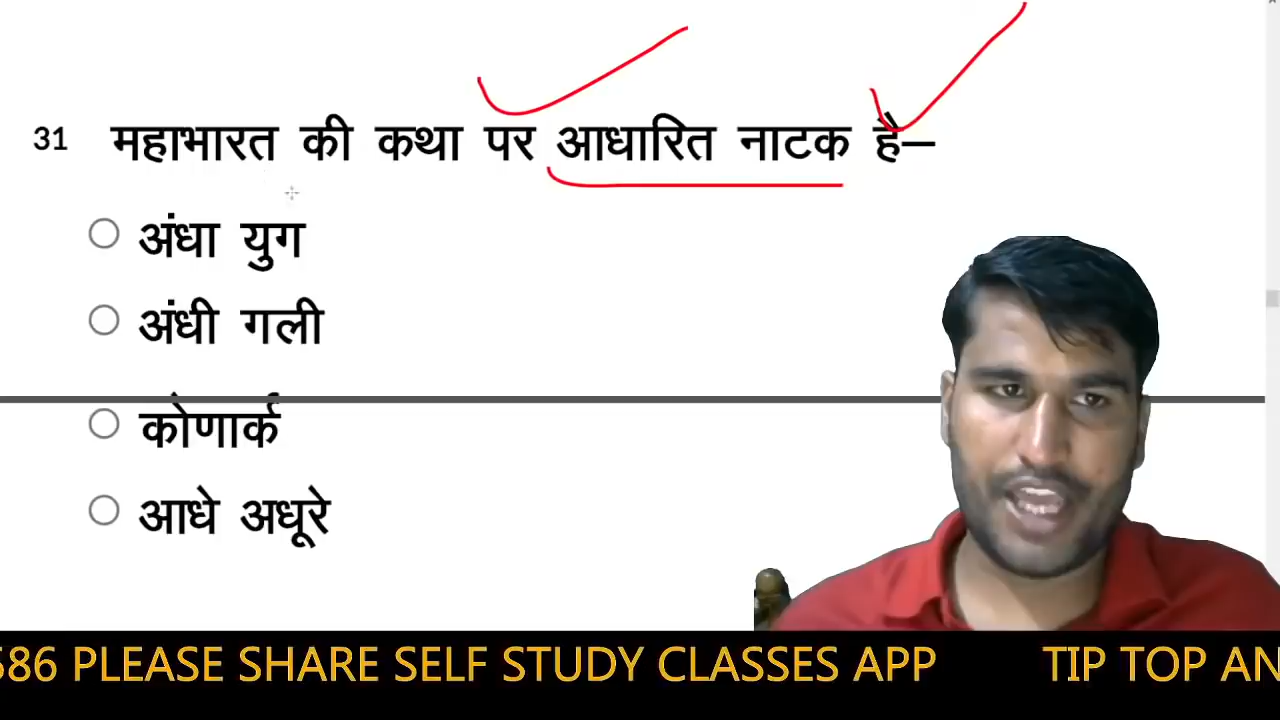 31 महाभारत की कथा पर आधारित नाटक है–
अंधा युग
अंधी गली
कोणार्क
आधे अधूरे
586 PLEASE SHARE SELF STUDY CLASSES APP TIP TOP AN